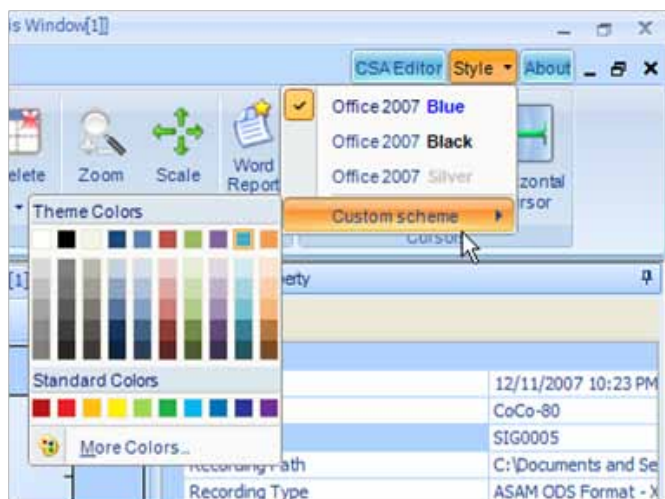 is Window[1]]
CSA Editor Style About
Office 2007 Blue
Office 2007 Black
Office 2007 Silver
Custom scheme
elete Zoom Scale Word Report
zontal
rsor
Cursors
Theme Colors
[1]
erty
Standard Colors
More Colors...
12/11/2007 10:23 PM
CoCo-80
SIG0005
Recording Path C:\Documents and Se
Recording Type ASAM ODS Format - X